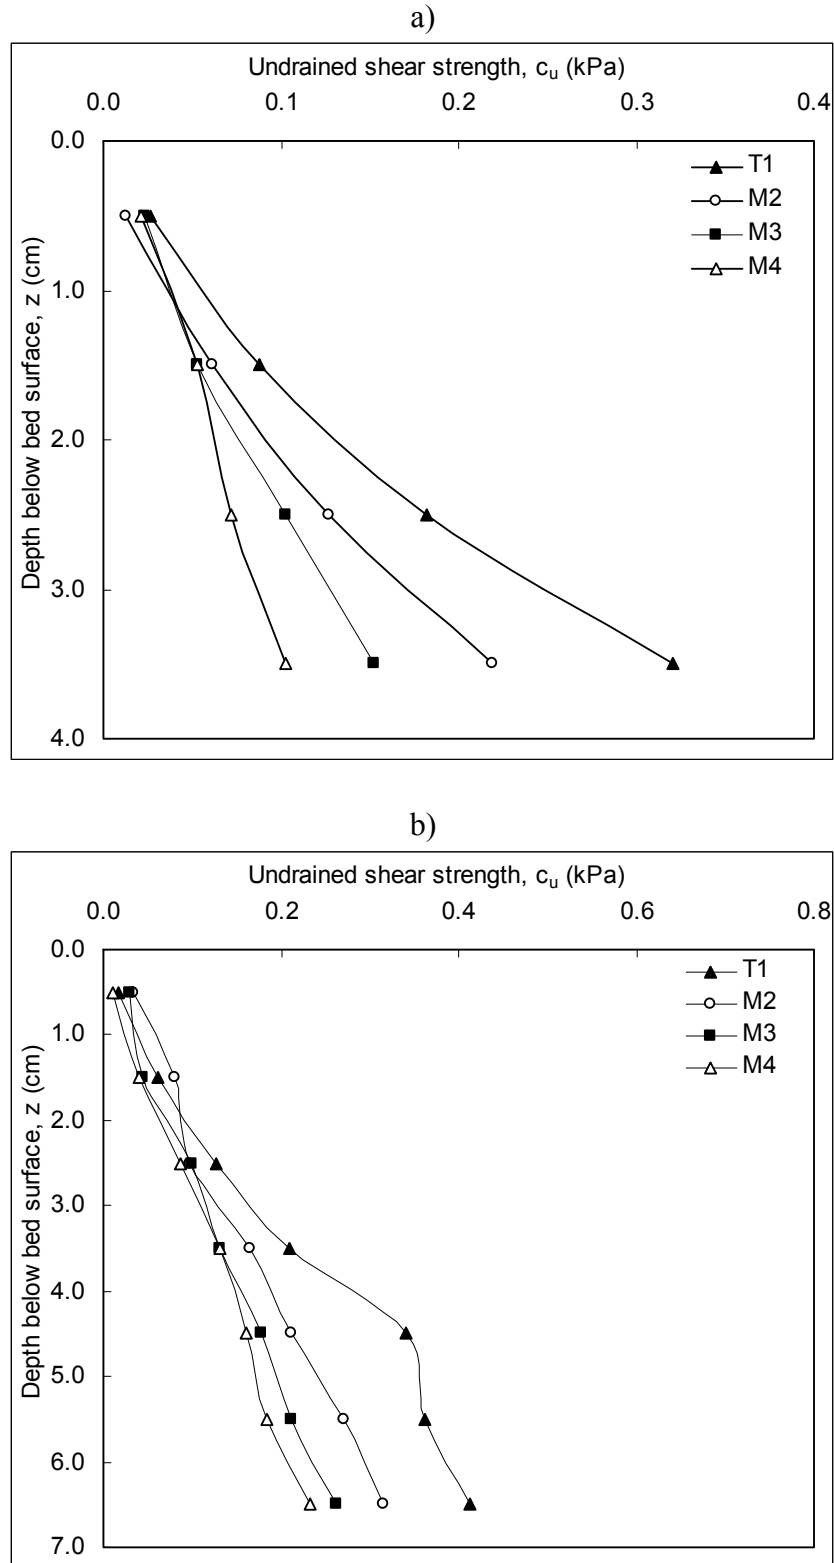 a)
Undrained shear strength, cu (kPa)
0.0 0.1 0.2 0.3 0.4
Depth below bed surface, z (cm)
0.0
1.0
2.0
3.0
4.0
T1
M2
M3
M4
b)
Undrained shear strength, cu (kPa)
0.0 0.2 0.4 0.6 0.8
Depth below bed surface, z (cm)
0.0
1.0
2.0
3.0
4.0
5.0
6.0
7.0
T1
M2
M3
M4